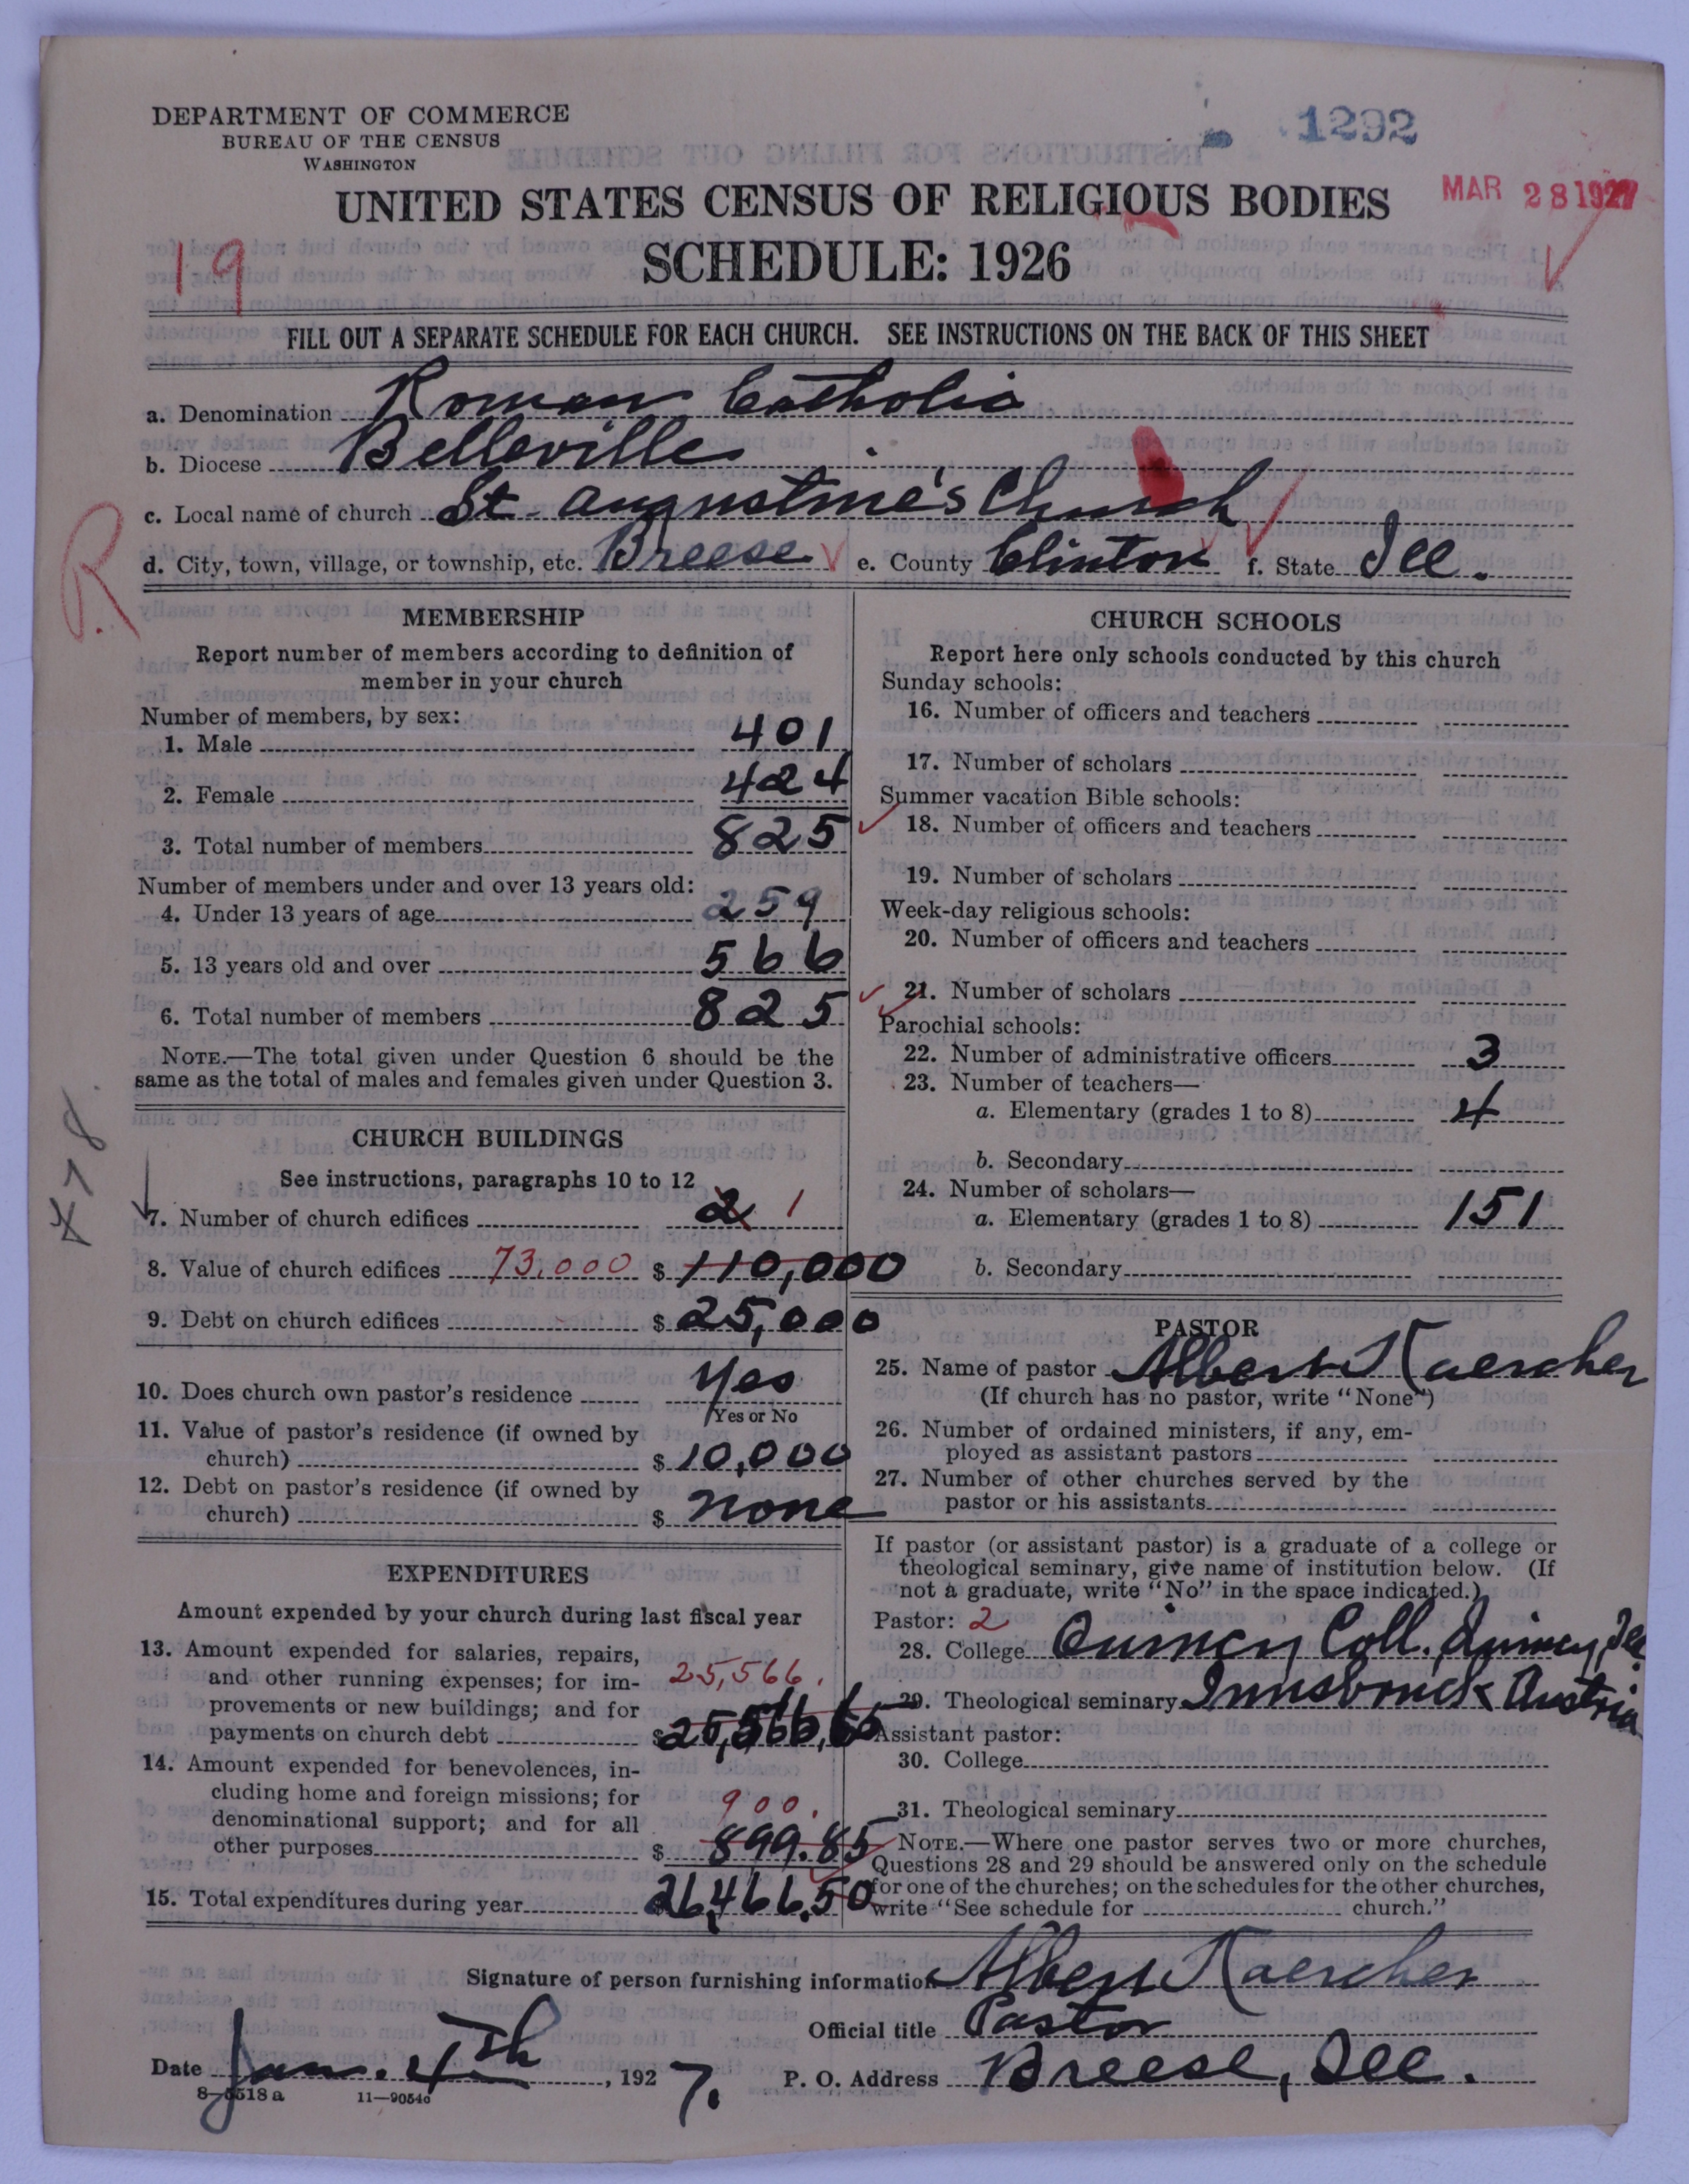 DEPARTMENT OF COMMERCE
BUREAU OF THE CENSUS
WASHINGTON
1292
MAR 28 1927
UNITED STATES CENSUS OF RELIGIOUS BODIES
SCHEDULE: 1926
19
FILL OUT A SEPARATE SCHEDULE FOR EACH CHURCH. SEE INSTRUCTIONS ON THE BACK OF THIS SHEET
a. Denomination Roman Catholic
b. Diocese Belleville
c. Local name of church St. Augustine's Church
R
d. City, town, village, or township, etc. Breese e. County Clinton f. State Ill.
MEMBERSHIP
Report number of members according to definition of
member in your church
Number of members, by sex:
1. Male 401
2. Female 424
3. Total number of members 825
Number of members under and over 13 years old:
4. Under 13 years of age 259
5. 13 years old and over 566
6. Total number of members 825
NOTE.—The total given under Question 6 should be the
same as the total of males and females given under Question 3.
CHURCH BUILDINGS
See instructions, paragraphs 10 to 12
7. Number of church edifices 2 1
8. Value of church edifices 73,000 $ 110,000
9. Debt on church edifices $ 25,000
10. Does church own pastor's residence Yes
Yes or No
11. Value of pastor's residence (if owned by
church) $ 10,000
12. Debt on pastor's residence (if owned by
church) $ none
EXPENDITURES
Amount expended by your church during last fiscal year
13. Amount expended for salaries, repairs,
and other running expenses; for im-
provements or new buildings; and for
payments on church debt
25,566.
$ 25,566,65
14. Amount expended for benevolences, in-
cluding home and foreign missions; for
denominational support; and for all
other purposes
900.
$ 899.85
15. Total expenditures during year 26,466.50
CHURCH SCHOOLS
Report here only schools conducted by this church
Sunday schools:
16. Number of officers and teachers
17. Number of scholars
Summer vacation Bible schools:
18. Number of officers and teachers
19. Number of scholars
Week-day religious schools:
20. Number of officers and teachers
21. Number of scholars
Parochial schools:
22. Number of administrative officers 3
23. Number of teachers—
a. Elementary (grades 1 to 8) 4
b. Secondary
24. Number of scholars—
a. Elementary (grades 1 to 8) 151
b. Secondary
PASTOR
25. Name of pastor Albert Kaercher
(If church has no pastor, write "None")
26. Number of ordained ministers, if any, em-
ployed as assistant pastors
27. Number of other churches served by the
pastor or his assistants
If pastor (or assistant pastor) is a graduate of a college or
theological seminary, give name of institution below. (If
not a graduate, write "No" in the space indicated.)
Pastor: 2
28. College Quincy Coll. Quincy, Ill.
29. Theological seminary Innsbruck Austria
Assistant pastor:
30. College
31. Theological seminary
NOTE.—Where one pastor serves two or more churches,
Questions 28 and 29 should be answered only on the schedule
for one of the churches; on the schedules for the other churches,
write "See schedule for church."
Signature of person furnishing information Albert Kaercher
Official title Pastor
Date Jan. 4th, 1927. P. O. Address Breese, Ill.
8-5518a 11-9054o